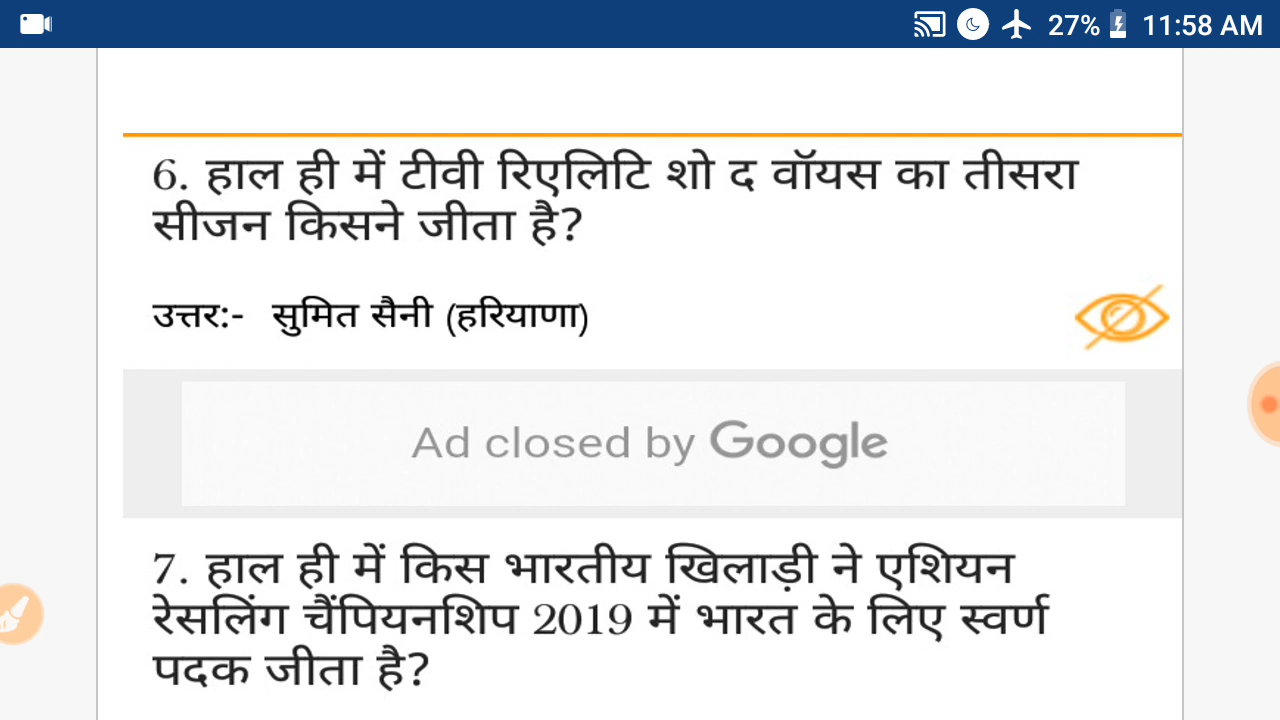 27% 11:58 AM
6. हाल ही में टीवी रिएलिटि शो द वॉयस का तीसरा
सीजन किसने जीता है?
उत्तर:- सुमित सैनी (हरियाणा)
Ad closed by Google
7. हाल ही में किस भारतीय खिलाड़ी ने एशियन
रेसलिंग चैंपियनशिप 2019 में भारत के लिए स्वर्ण
पदक जीता है?